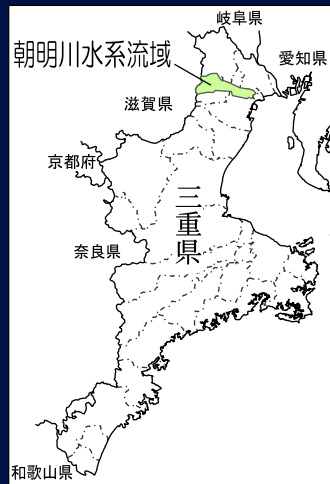 岐阜県
朝明川水系流域
愛知県
滋賀県
京都府
三重県
奈良県
和歌山県